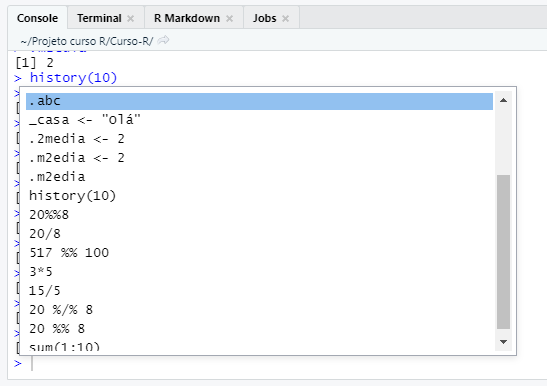 Console Terminal R Markdown Jobs
~/Projeto curso R/Curso-R/
[1] 2
> history(10)
>
.abc
_casa <- "olá"
.2media <- 2
.m2edia <- 2
.m2edia
history(10)
20%%8
20/8
517 %% 100
3*5
15/5
20 %/% 8
20 %% 8
sum(1:10)
>